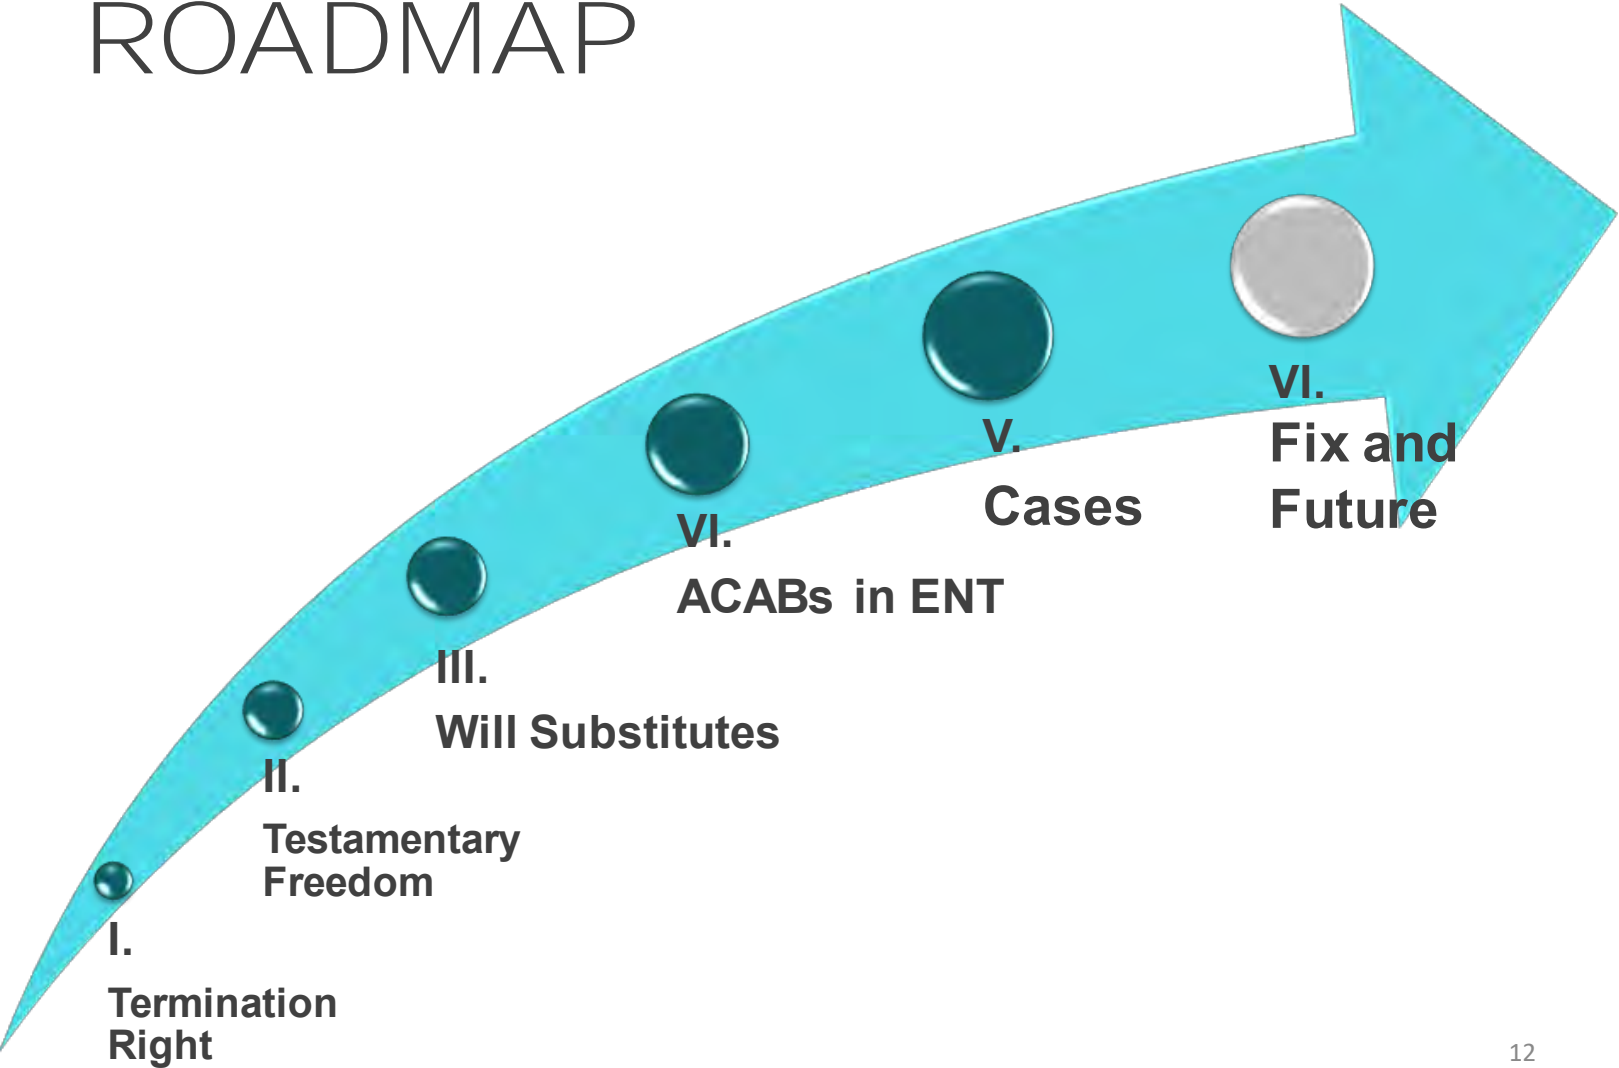 ROADMAP
I.
Termination
Right
II.
Testamentary
Freedom
III.
Will Substitutes
VI.
ACABs in ENT
V.
Cases
VI.
Fix and
Future
12